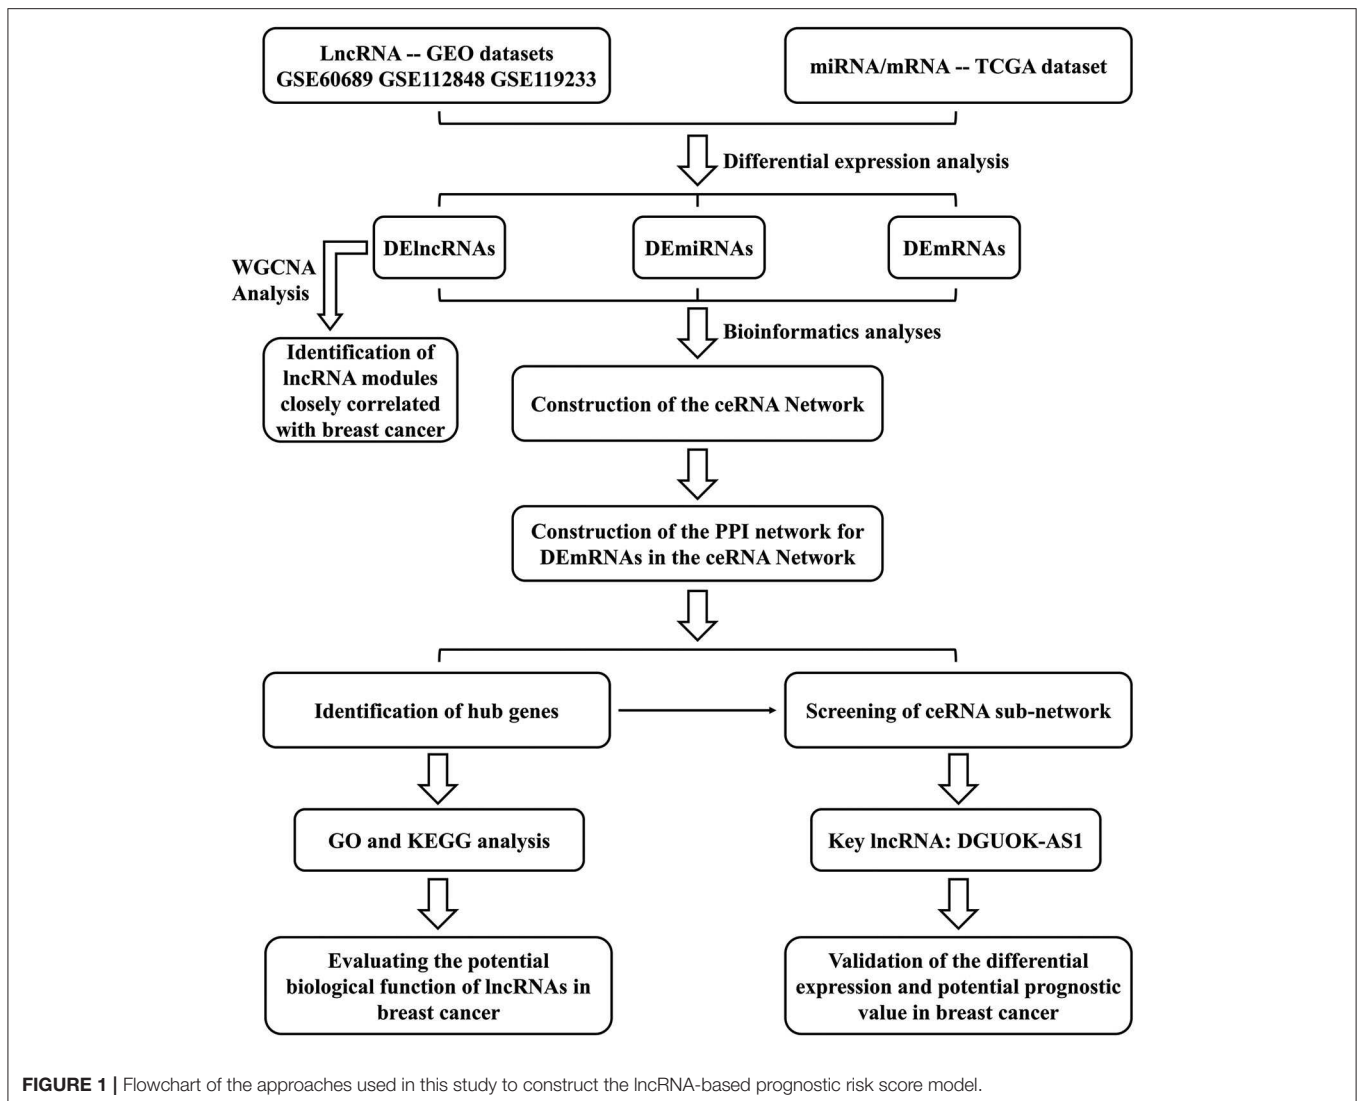 LncRNA -- GEO datasets
GSE60689 GSE112848 GSE119233
miRNA/mRNA -- TCGA dataset
Differential expression analysis
DElncRNAs
DEmiRNAs
DEmRNAs
WGCNA
Analysis
Bioinformatics analyses
Identification of
lncRNA modules
closely correlated
with breast cancer
Construction of the ceRNA Network
Construction of the PPI network for
DEmRNAs in the ceRNA Network
Identification of hub genes
Screening of ceRNA sub-network
GO and KEGG analysis
Key lncRNA: DGUOK-AS1
Evaluating the potential
biological function of lncRNAs in
breast cancer
Validation of the differential
expression and potential prognostic
value in breast cancer
FIGURE 1 | Flowchart of the approaches used in this study to construct the lncRNA-based prognostic risk score model.